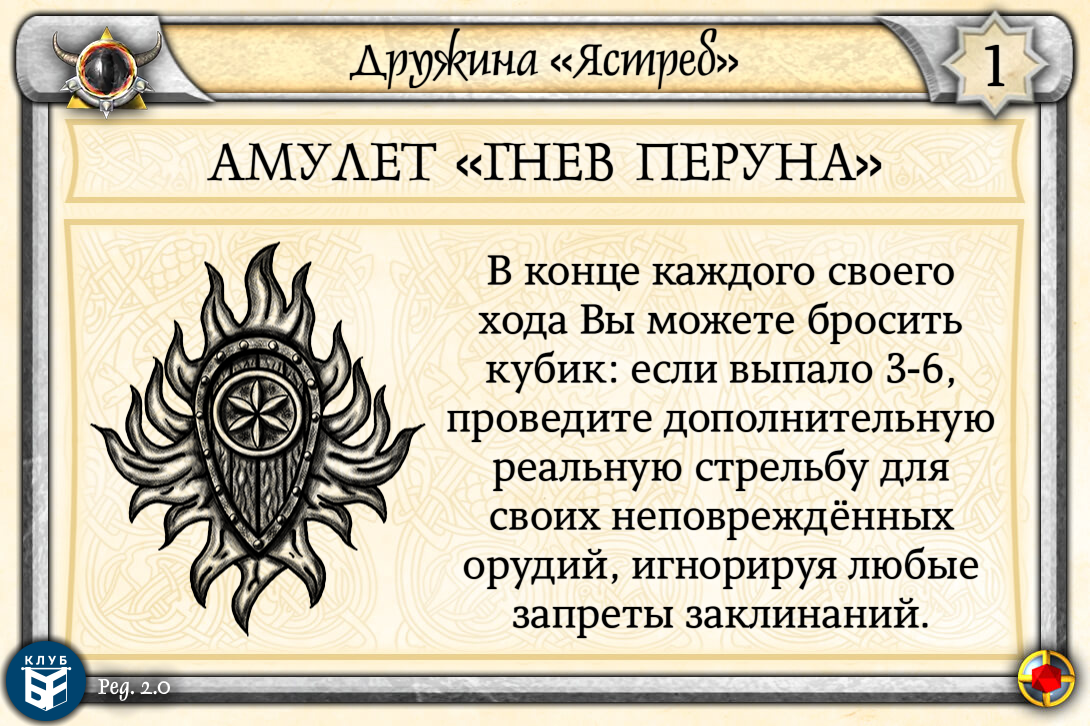 Дружина «Ястреб»
1
АМУЛЕТ «ГНЕВ ПЕРУНА»
В конце каждого своего
хода Вы можете бросить
кубик: если выпало 3-6,
проведите дополнительную
реальную стрельбу для
своих неповреждённых
орудий, игнорируя любые
запреты заклинаний.
КЛУБ
Ред. 2.0